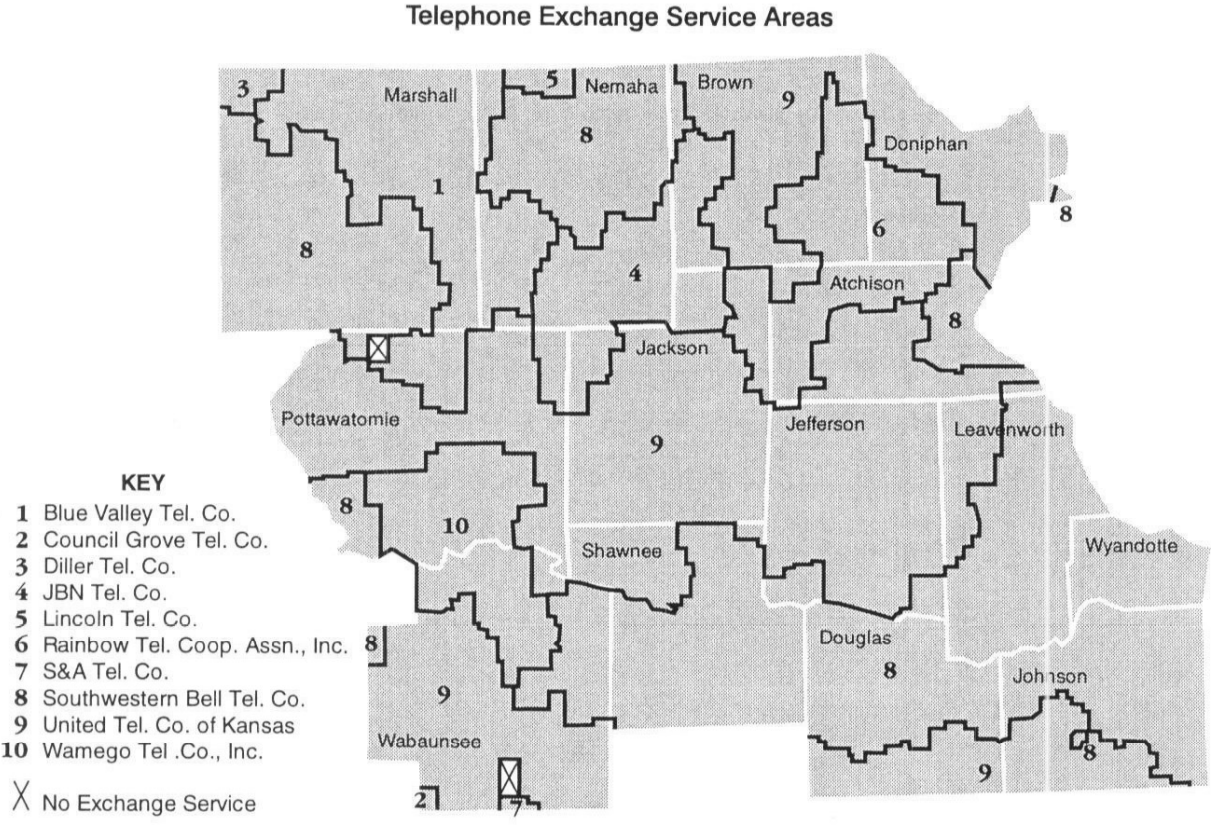 Telephone Exchange Service Areas
3
Marshall
5
Nemaha
Brown
9
8
Doniphan
1
8
6
8
4
Atchison
8
Jackson
Pottawatomie
Jefferson
Leavenworth
9
8
10
Shawnee
Wyandotte
Douglas
8
8
Johnson
9
Wabaunsee
8
9
2
7
KEY
1 Blue Valley Tel. Co.
2 Council Grove Tel. Co.
3 Diller Tel. Co.
4 JBN Tel. Co.
5 Lincoln Tel. Co.
6 Rainbow Tel. Coop. Assn., Inc.
7 S&A Tel. Co.
8 Southwestern Bell Tel. Co.
9 United Tel. Co. of Kansas
10 Wamego Tel .Co., Inc.
X No Exchange Service